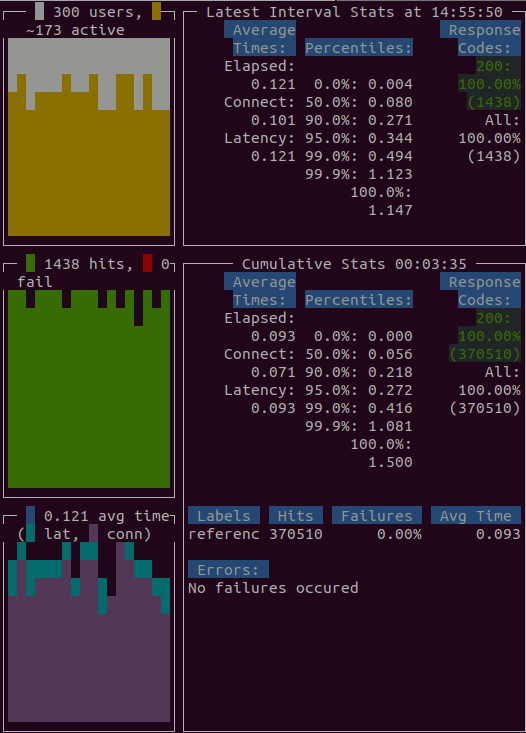 300 users,
~173 active
1438 hits, 0
fail
0.121 avg time
( lat, conn)
Latest Interval Stats at 14:55:50
Average Response
Times: Percentiles: Codes:
Elapsed: 200:
0.121 0.0%: 0.004 100.00%
Connect: 50.0%: 0.080 (1438)
0.101 90.0%: 0.271 All:
Latency: 95.0%: 0.344 100.00%
0.121 99.0%: 0.494 (1438)
99.9%: 1.123
100.0%:
1.147
Cumulative Stats 00:03:35
Average Response
Times: Percentiles: Codes:
Elapsed: 200:
0.093 0.0%: 0.000 100.00%
Connect: 50.0%: 0.056 (370510)
0.071 90.0%: 0.218 All:
Latency: 95.0%: 0.272 100.00%
0.093 99.0%: 0.416 (370510)
99.9%: 1.081
100.0%:
1.500
Labels Hits Failures Avg Time
referenc 370510 0.00% 0.093
Errors:
No failures occured